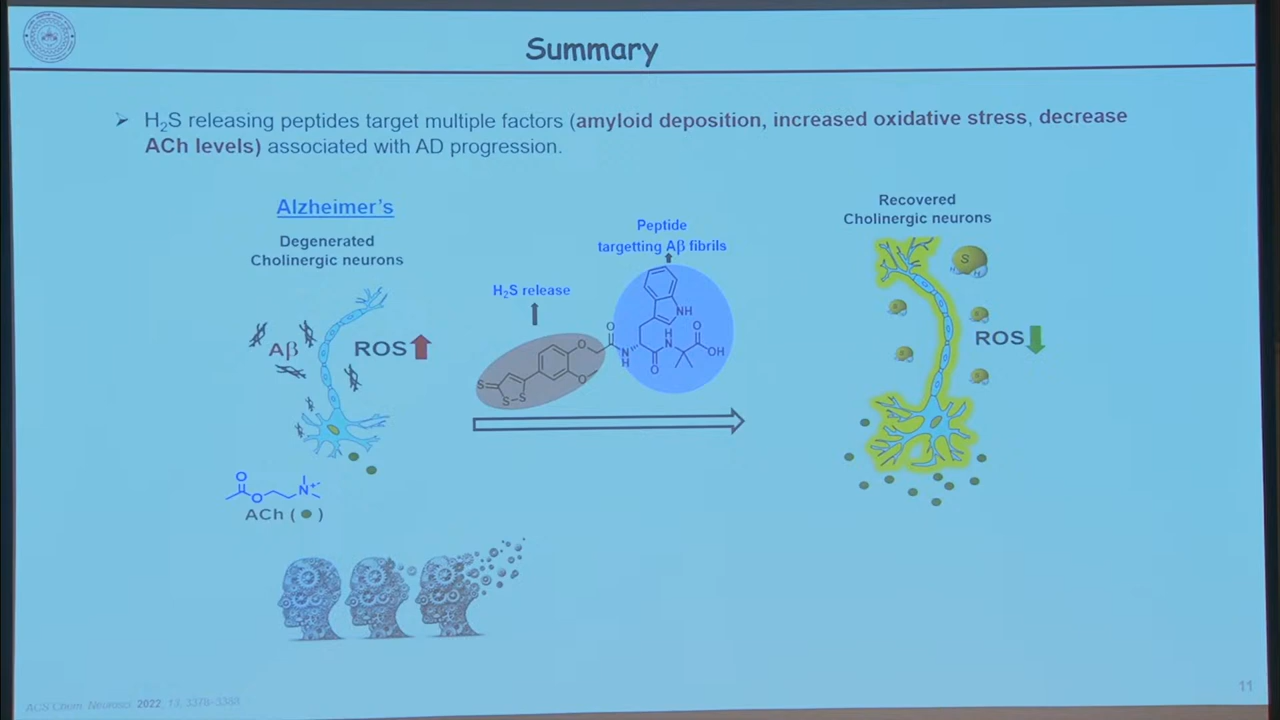 Summary
➢ H₂S releasing peptides target multiple factors (amyloid deposition, increased oxidative stress, decrease
ACh levels) associated with AD progression.
Alzheimer's
Degenerated
Cholinergic neurons
Aβ
ROS
O
O
N+
ACh ( )
H₂S release
Peptide
targetting Aβ fibrils
S
S
S
O
O
O
N
H
NH
O
H
N
O
OH
Recovered
Cholinergic neurons
S
H
H
ROS
ACS Chem. Neurosci. 2022, 13, 3378-3388
11